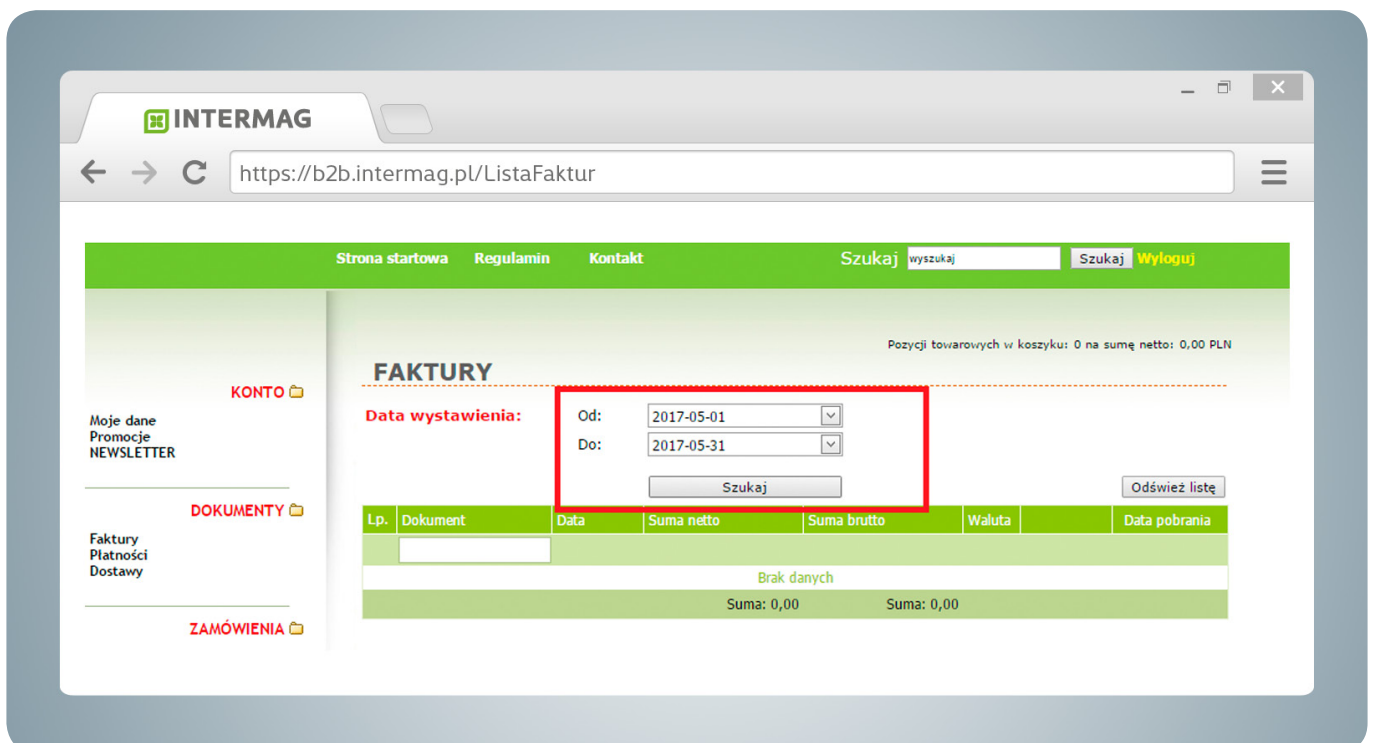 INTERMAG
https://b2b.intermag.pl/ListaFaktur
Strona startowa Regulamin Kontakt Szukaj wyszukaj Szukaj Wyloguj
Pozycji towarowych w koszyku: 0 na sumę netto: 0,00 PLN
FAKTURY
KONTO
Moje dane
Promocje
NEWSLETTER
DOKUMENTY
Faktury
Płatności
Dostawy
ZAMÓWIENIA
Data wystawienia: Od: 2017-05-01
Do: 2017-05-31
Szukaj
Odśwież listę
Lp. Dokument Data Suma netto Suma brutto Waluta Data pobrania
Brak danych
Suma: 0,00 Suma: 0,00